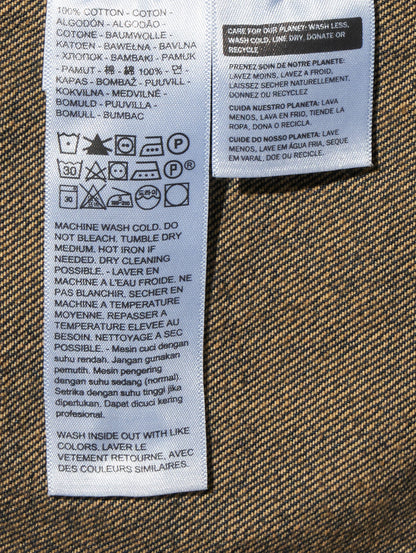 100% COTTON - COTON -
ALGODÓN - ALGODÃO -
COTONE - BAUMWOLLE -
KATOEN - BAWEŁNA - BAVLNA
- ХЛОПОК - ΒΑΜΒΑΚΙ - PAMUK
- PAMUT - 棉 - 綿 - 100% - 면 -
KAPAS - BOMBAŽ - PUUVILL -
KOKVILNA - MEDVILNĖ -
BOMULD - PUUVILLA -
BOMULL - BUMBAC
P
30 P ®
30
MACHINE WASH COLD. DO
NOT BLEACH. TUMBLE DRY
MEDIUM. HOT IRON IF
NEEDED. DRY CLEANING
POSSIBLE. - LAVER EN
MACHINE A L'EAU FROIDE. NE
PAS BLANCHIR. SECHER EN
MACHINE A TEMPERATURE
MOYENNE. REPASSER A
TEMPERATURE ELEVEE AU
BESOIN. NETTOYAGE A SEC
POSSIBLE. - Mesin cuci dengan
suhu rendah. Jangan gunakan
pemutih. Mesin pengering
dengan suhu sedang (normal).
Setrika dengan suhu tinggi jika
diperlukan. Dapat dicuci kering
profesional.
WASH INSIDE OUT WITH LIKE
COLORS. LAVER LE
VETEMENT RETOURNE, AVEC
DES COULEURS SIMILAIRES.
CARE FOR OUR PLANET: WASH LESS,
WASH COLD, LINE DRY, DONATE OR
RECYCLE
PRENEZ SOIN DE NOTRE PLANETE:
LAVEZ MOINS, LAVEZ A FROID,
LAISSEZ SECHER NATURELLEMENT.
DONNEZ OU RECYCLEZ
CUIDA NUESTRO PLANETA: LAVA
MENOS, LAVA EN FRIO, TIENDE LA
ROPA, DONA O RECICLA.
CUIDE DO NOSSO PLANETA: LAVE
MENOS, LAVE EM ÁGUA FRIA, SEQUE
EM VARAL, DOE OU RECICLE.